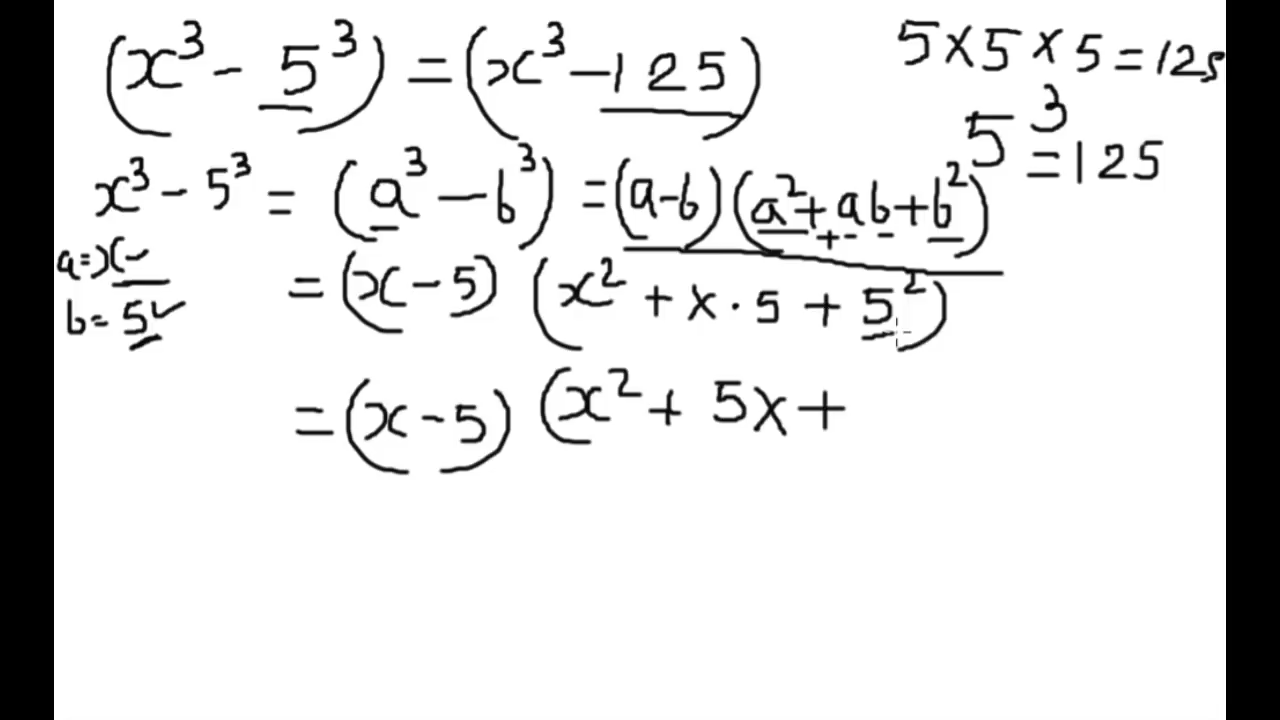 (x³ - 5³) = (x³ - 125)
5 × 5 × 5 = 125
5³ = 125
x³ - 5³ = (a³ - b³) = (a-b)(a²+ab+b²)
a = x
b = 5
= (x - 5) (x² + x · 5 + 5²)
= (x - 5) (x² + 5x +